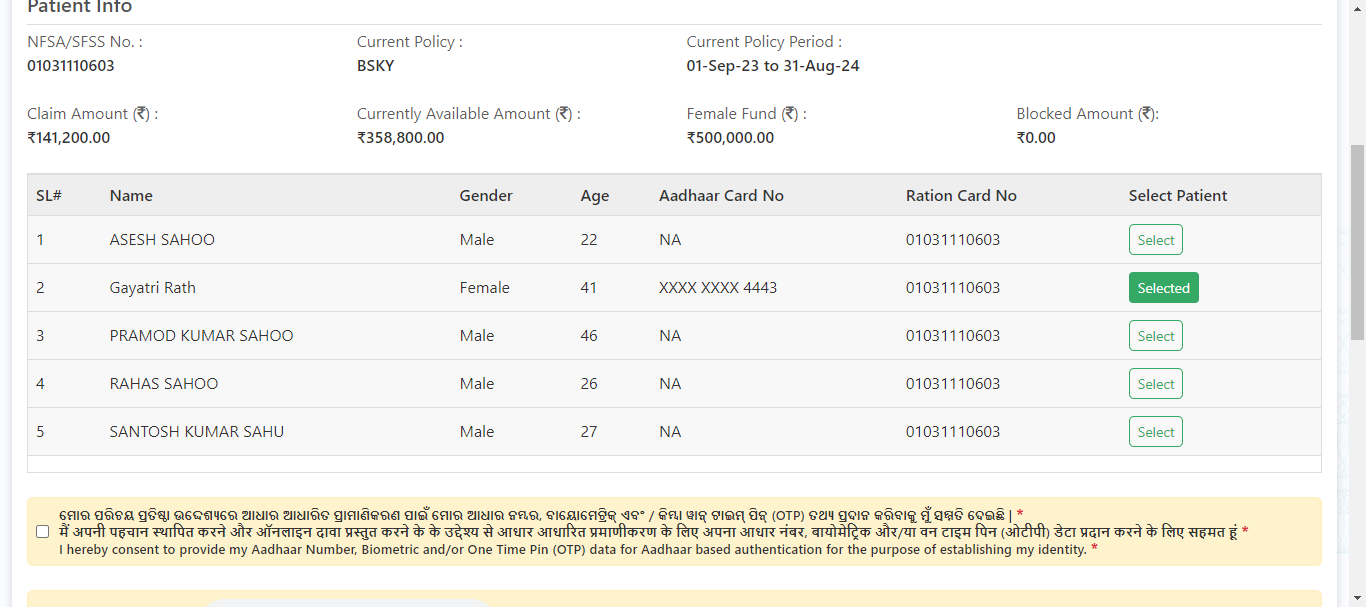 Patient Info
NFSA/SFSS No. : Current Policy : Current Policy Period :
01031110603 BSKY 01-Sep-23 to 31-Aug-24
Claim Amount (₹) : Currently Available Amount (₹) : Female Fund (₹) : Blocked Amount (₹):
₹141,200.00 ₹358,800.00 ₹500,000.00 ₹0.00
SL# Name Gender Age Aadhaar Card No Ration Card No Select Patient
1 ASESH SAHOO Male 22 NA 01031110603 Select
2 Gayatri Rath Female 41 XXXX XXXX 4443 01031110603 Selected
3 PRAMOD KUMAR SAHOO Male 46 NA 01031110603 Select
4 RAHAS SAHOO Male 26 NA 01031110603 Select
5 SANTOSH KUMAR SAHU Male 27 NA 01031110603 Select
ମୋର ପରିଚୟ ପ୍ରତିଷ୍ଠା ଉଦ୍ଦେଶ୍ୟରେ ଆଧାର ଆଧାରିତ ପ୍ରାମାଣିକରଣ ପାଇଁ ମୋର ଆଧାର ନମ୍ବର, ବାୟୋମେଟ୍ରିକ୍ ଏବଂ / କିମ୍ବା ୱାନ୍ ଟାଇମ୍ ପିନ୍ (OTP) ତଥ୍ୟ ପ୍ରଦାନ କରିବାକୁ ମୁଁ ସମ୍ମତି ଦେଇଛି | *
मैं अपनी पहचान स्थापित करने और ऑनलाइन दावा प्रस्तुत करने के के उद्देश्य से आधार आधारित प्रमाणीकरण के लिए अपना आधार नंबर, बायोमेट्रिक और/या वन टाइम पिन (ओटीपी) डेटा प्रदान करने के लिए सहमत हूं *
I hereby consent to provide my Aadhaar Number, Biometric and/or One Time Pin (OTP) data for Aadhaar based authentication for the purpose of establishing my identity. *